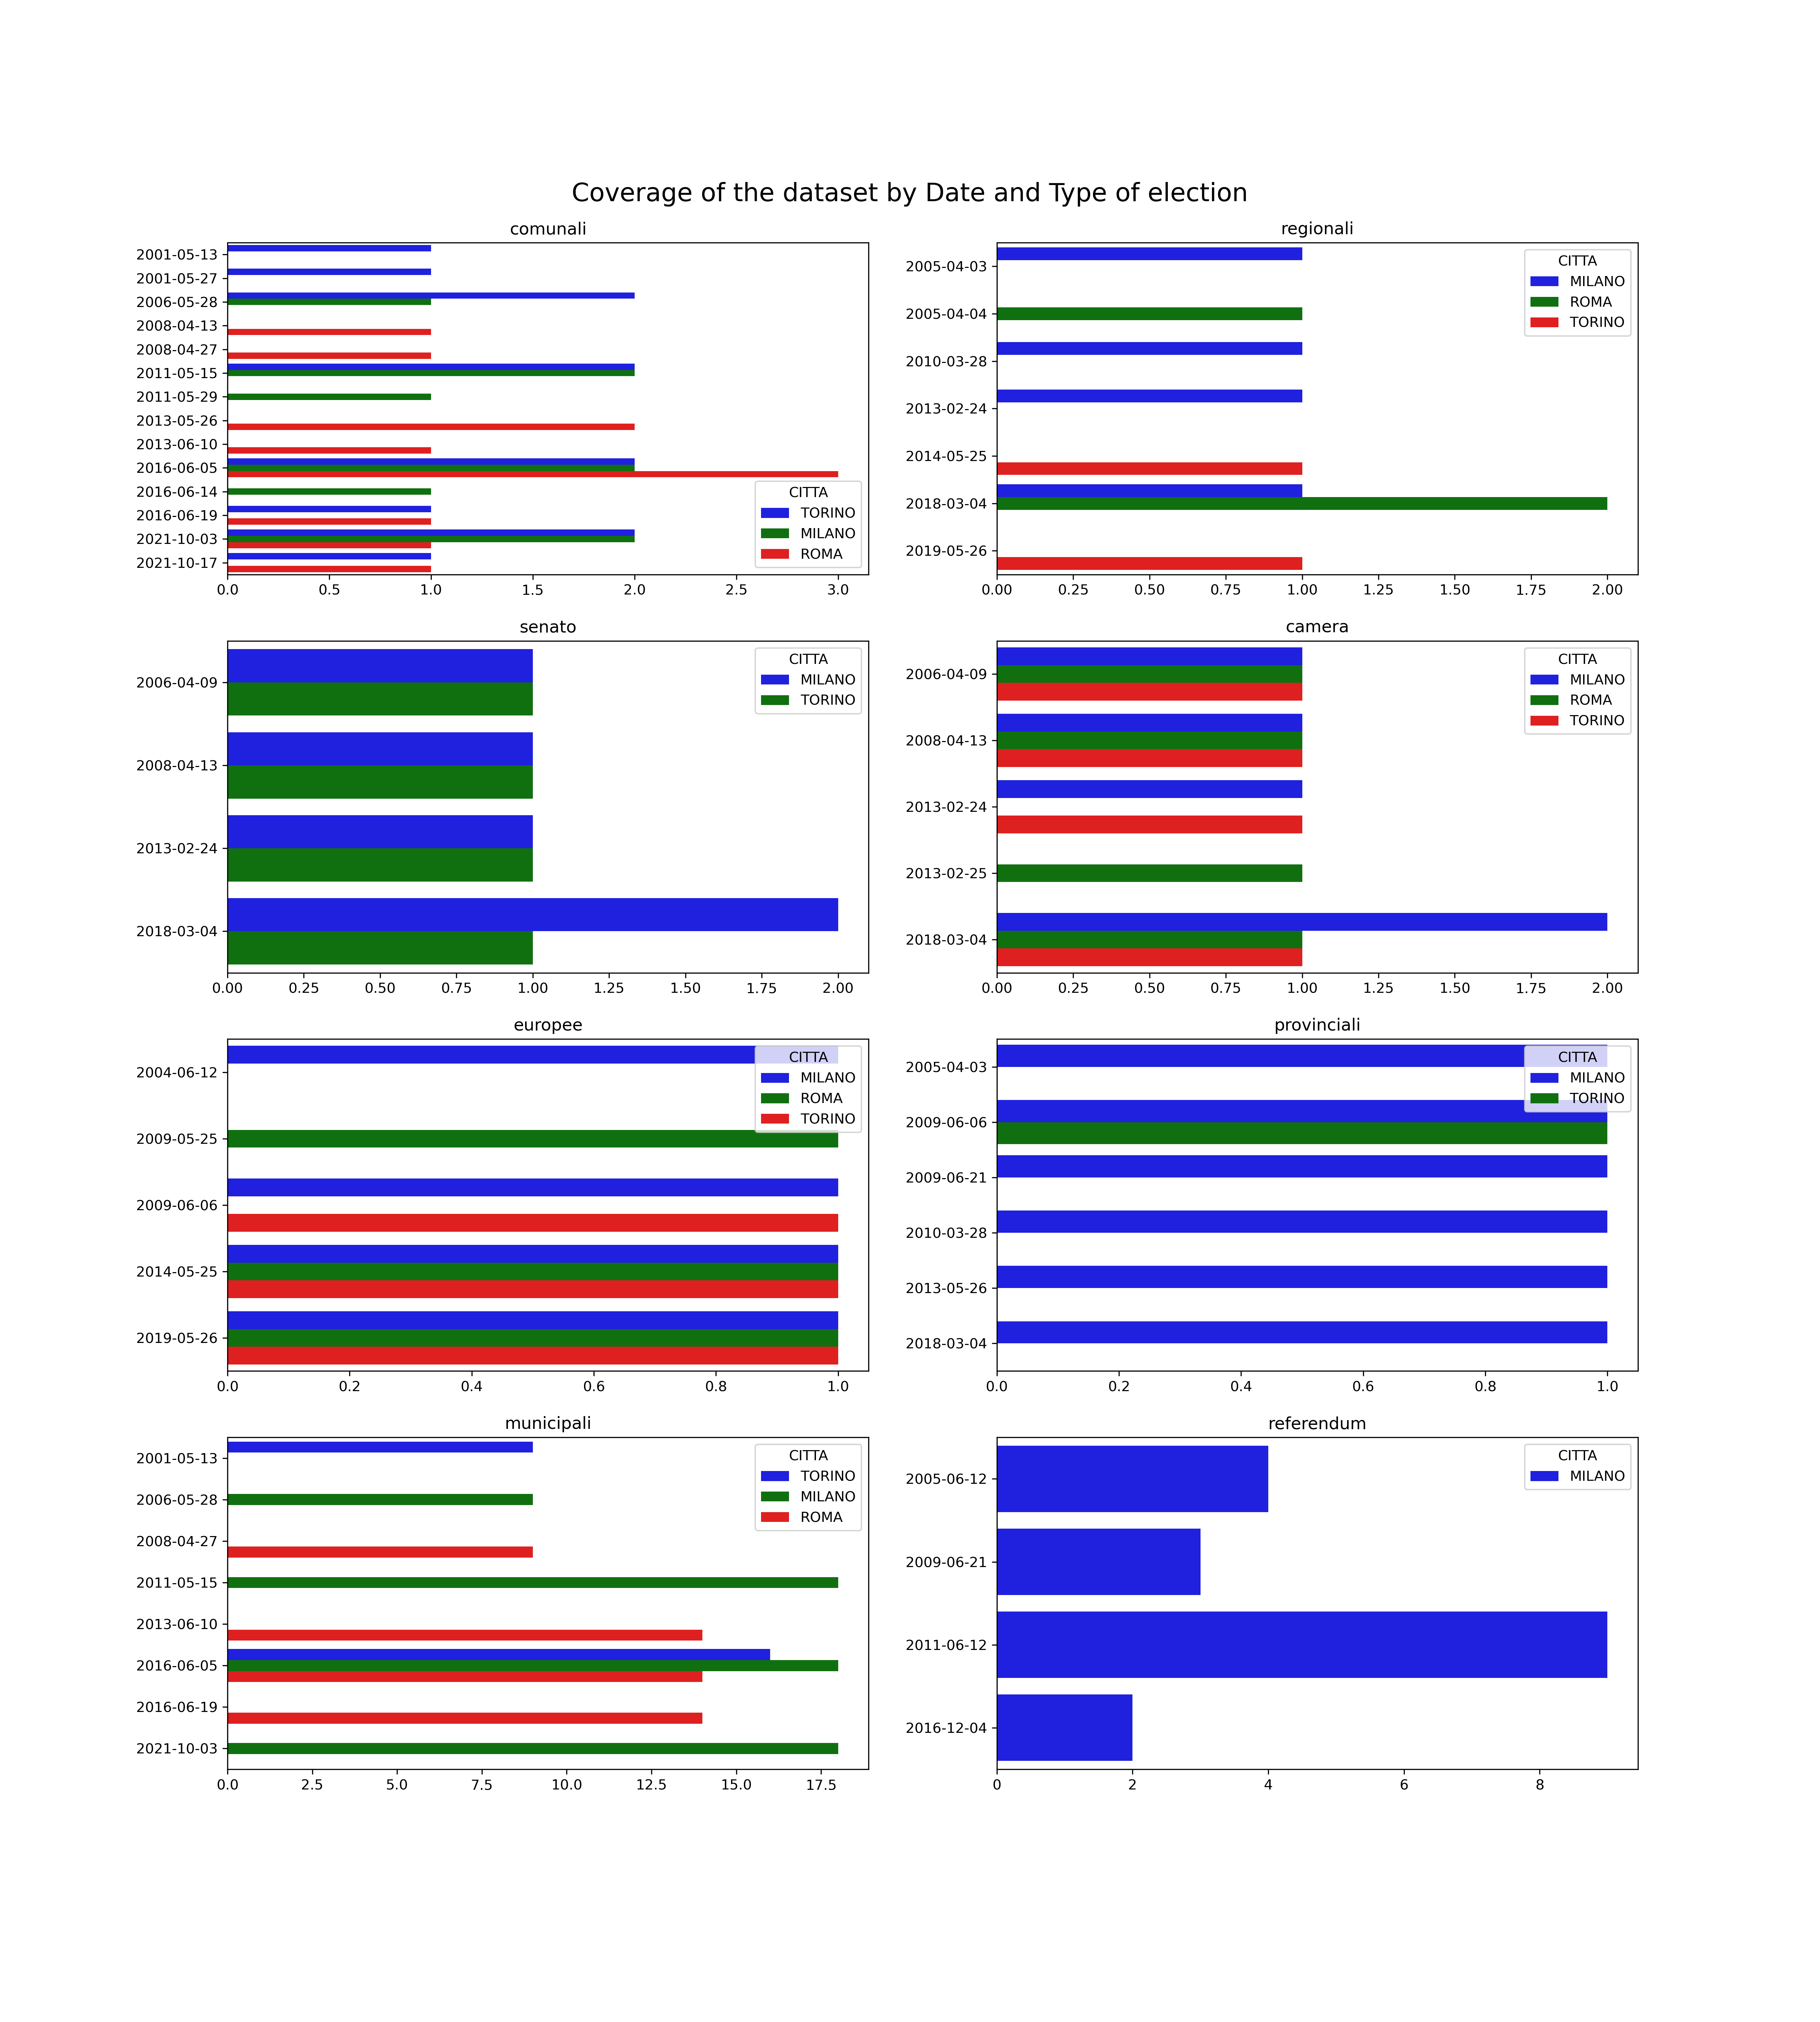 Coverage of the dataset by Date and Type of election
comunali
2001-05-13
2001-05-27
2006-05-28
2008-04-13
2008-04-27
2011-05-15
2011-05-29
2013-05-26
2013-06-10
2016-06-05
2016-06-14
2016-06-19
2021-10-03
2021-10-17
CITTA
TORINO
MILANO
ROMA
0.0 0.5 1.0 1.5 2.0 2.5 3.0
regionali
2005-04-03
2005-04-04
2010-03-28
2013-02-24
2014-05-25
2018-03-04
2019-05-26
CITTA
MILANO
ROMA
TORINO
0.00 0.25 0.50 0.75 1.00 1.25 1.50 1.75 2.00
senato
2006-04-09
2008-04-13
2013-02-24
2018-03-04
CITTA
MILANO
TORINO
0.00 0.25 0.50 0.75 1.00 1.25 1.50 1.75 2.00
camera
2006-04-09
2008-04-13
2013-02-24
2013-02-25
2018-03-04
CITTA
MILANO
ROMA
TORINO
0.00 0.25 0.50 0.75 1.00 1.25 1.50 1.75 2.00
europee
2004-06-12
2009-05-25
2009-06-06
2014-05-25
2019-05-26
CITTA
MILANO
ROMA
TORINO
0.0 0.2 0.4 0.6 0.8 1.0
provinciali
2005-04-03
2009-06-06
2009-06-21
2010-03-28
2013-05-26
2018-03-04
CITTA
MILANO
TORINO
0.0 0.2 0.4 0.6 0.8 1.0
municipali
2001-05-13
2006-05-28
2008-04-27
2011-05-15
2013-06-10
2016-06-05
2016-06-19
2021-10-03
CITTA
TORINO
MILANO
ROMA
0.0 2.5 5.0 7.5 10.0 12.5 15.0 17.5
referendum
2005-06-12
2009-06-21
2011-06-12
2016-12-04
CITTA
MILANO
0 2 4 6 8